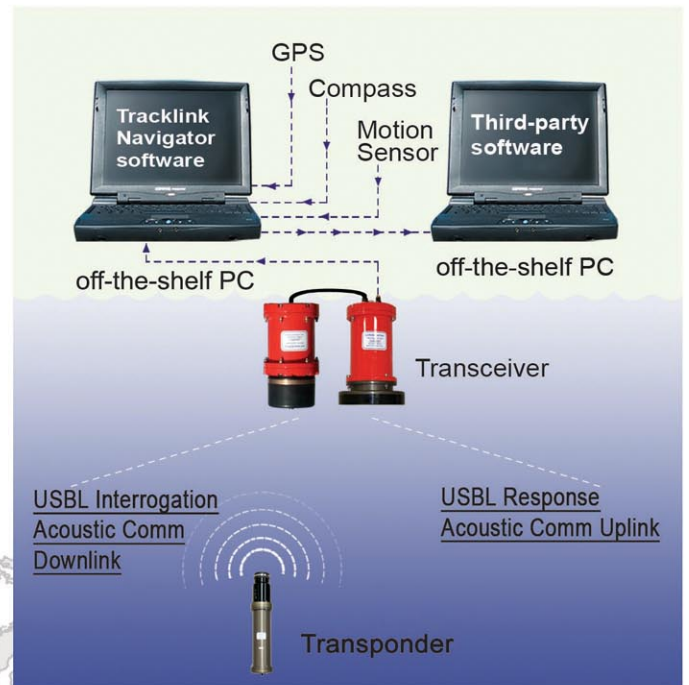 GPS
Compass
Motion
Sensor
Tracklink
Navigator
software
Third-party
software
off-the-shelf PC
off-the-shelf PC
Transceiver
USBL Interrogation
Acoustic Comm
Downlink
USBL Response
Acoustic Comm Uplink
Transponder